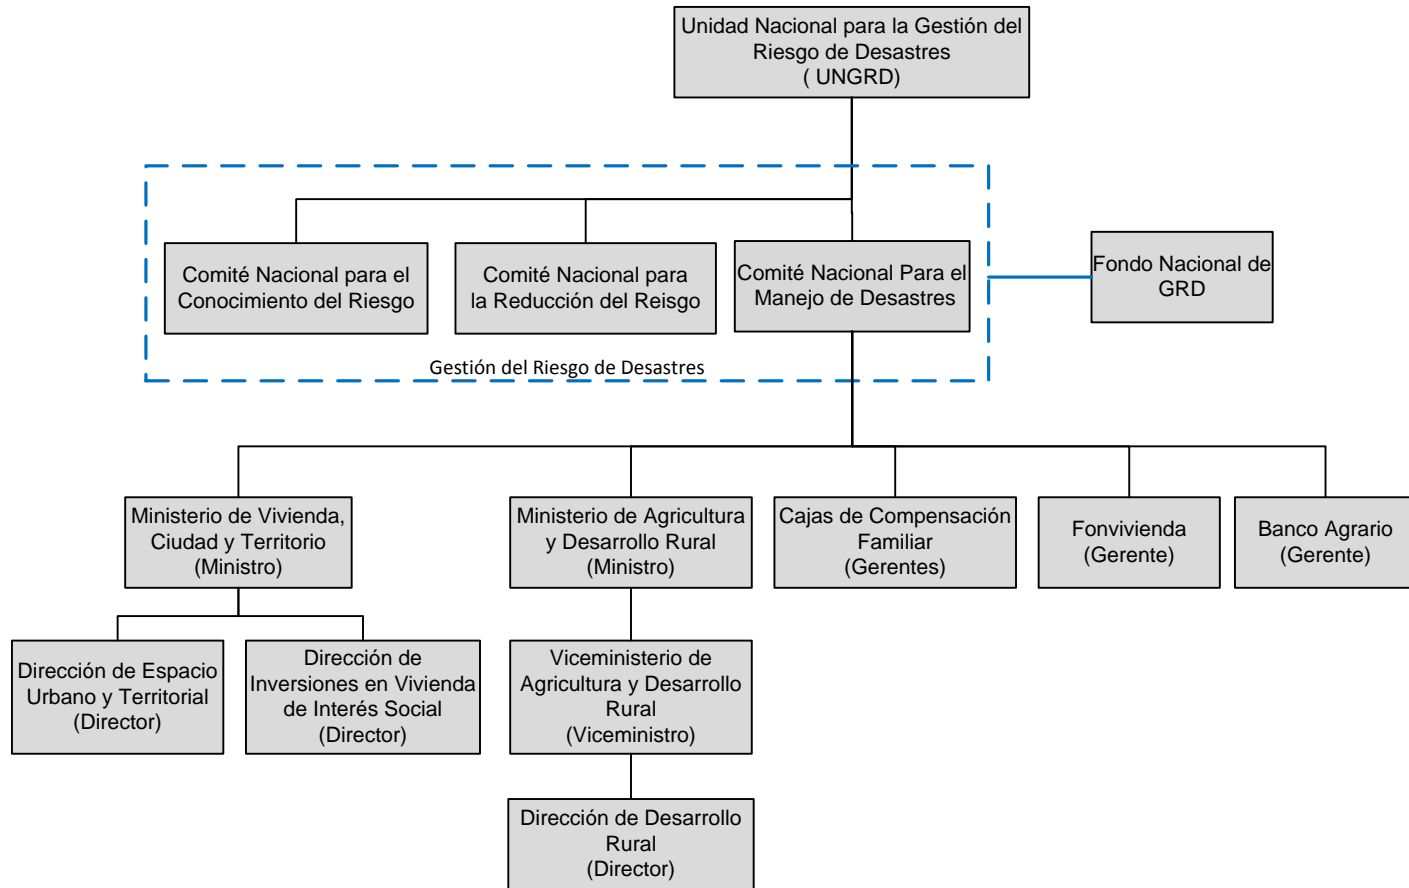 Unidad Nacional para la Gestión del
Riesgo de Desastres
( UNGRD)
Comité Nacional para el
Conocimiento del Riesgo
Comité Nacional para
la Reducción del Reisgo
Comité Nacional Para el
Manejo de Desastres
Fondo Nacional de
GRD
Gestión del Riesgo de Desastres
Ministerio de Vivienda,
Ciudad y Territorio
(Ministro)
Ministerio de Agricultura
y Desarrollo Rural
(Ministro)
Cajas de Compensación
Familiar
(Gerentes)
Fonvivienda
(Gerente)
Banco Agrario
(Gerente)
Dirección de Espacio
Urbano y Territorial
(Director)
Dirección de
Inversiones en Vivienda
de Interés Social
(Director)
Viceministerio de
Agricultura y Desarrollo
Rural
(Viceministro)
Dirección de Desarrollo
Rural
(Director)